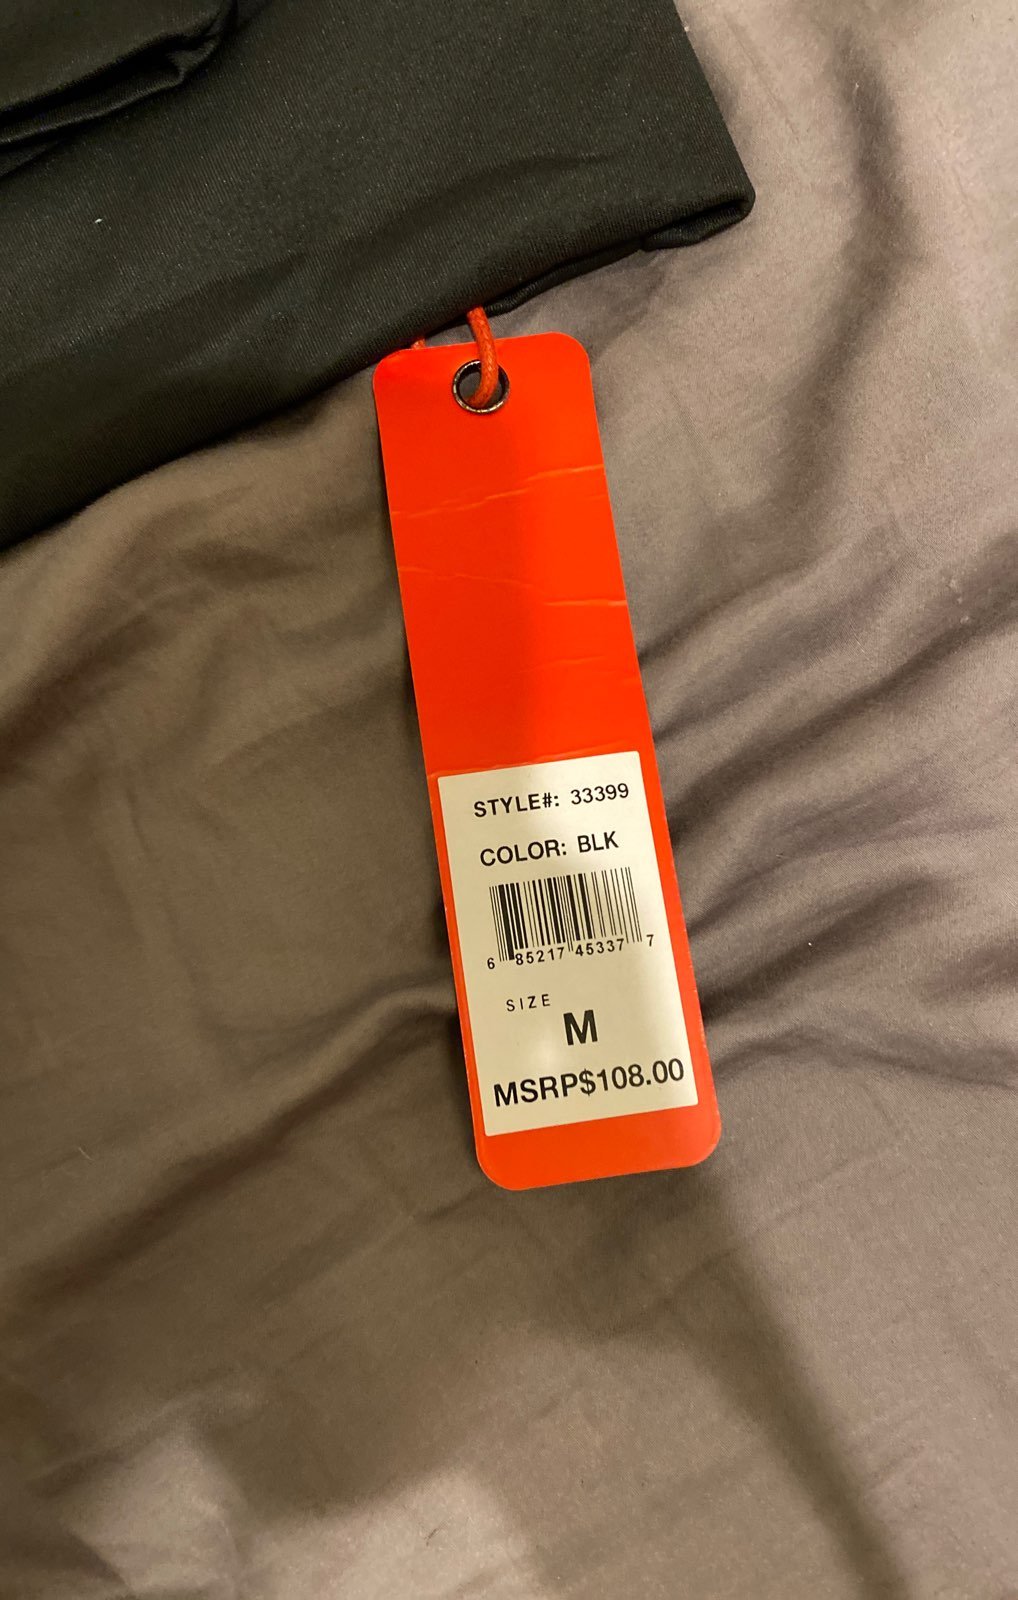 STYLE#: 33399
COLOR: BLK
6 85217 45337 7
SIZE
M
MSRP$108.00